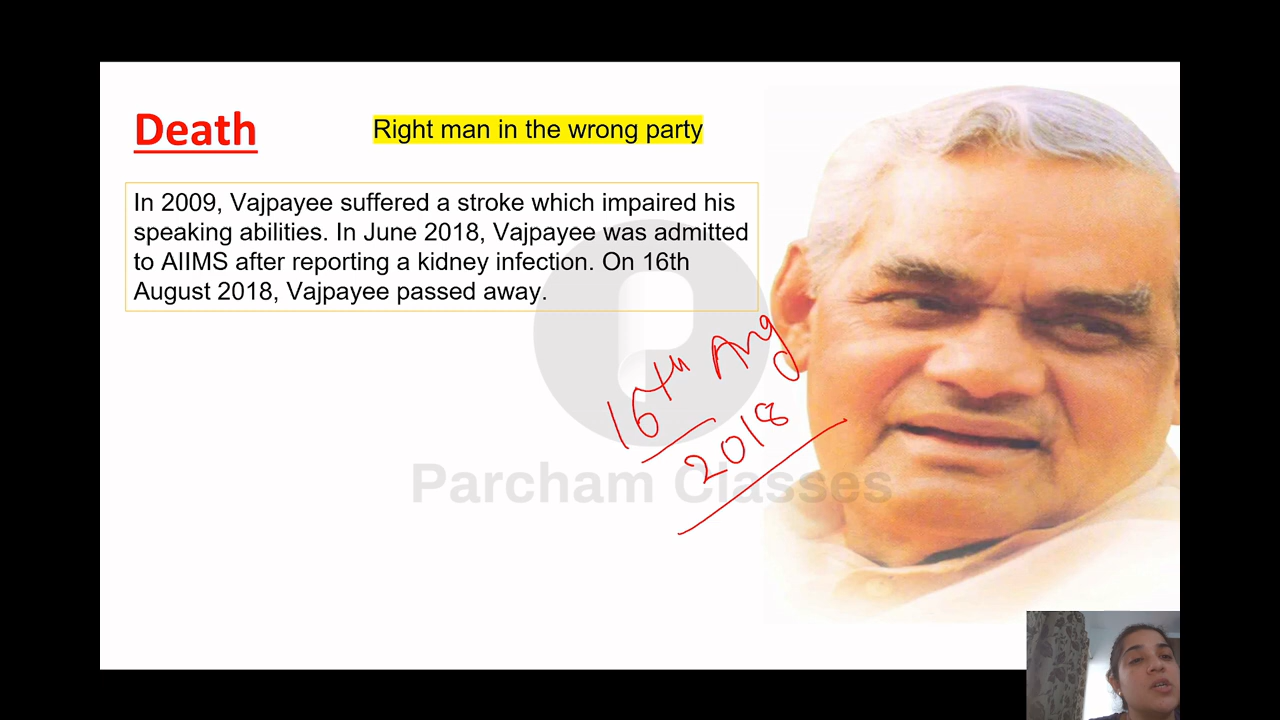 Death
Right man in the wrong party
In 2009, Vajpayee suffered a stroke which impaired his
speaking abilities. In June 2018, Vajpayee was admitted
to AIIMS after reporting a kidney infection. On 16th
August 2018, Vajpayee passed away.
16th Aug
2018
Parcham Classes